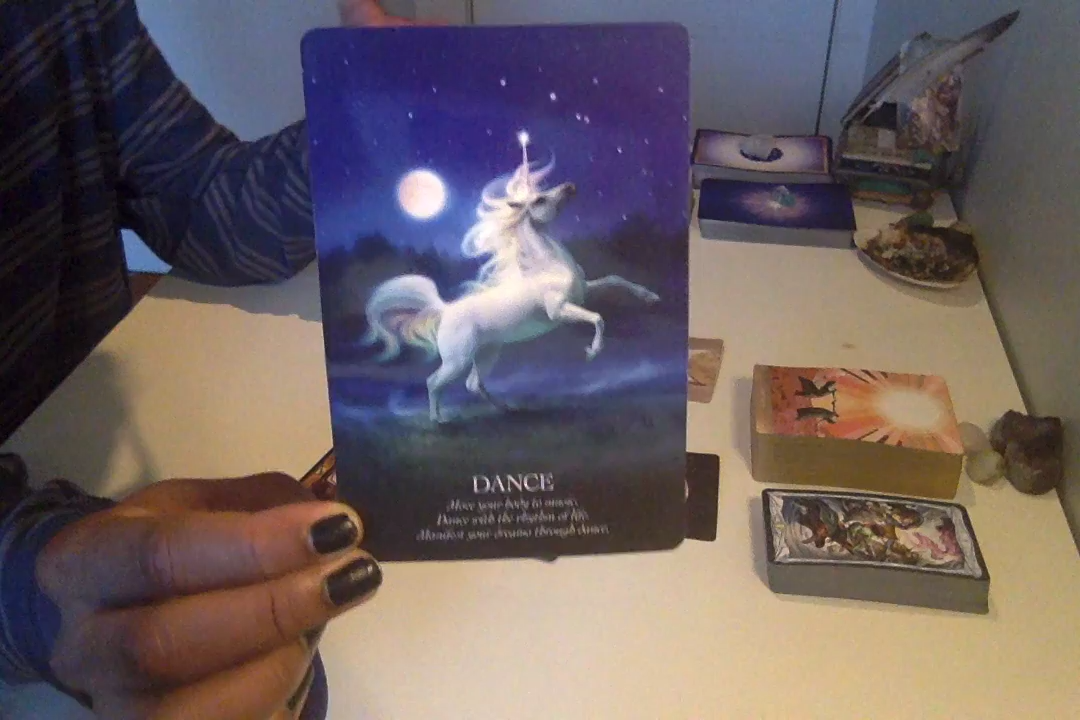 DANCE
Move your body to music.
Dance with the rhythm of life.
Manifest your dreams through dance.